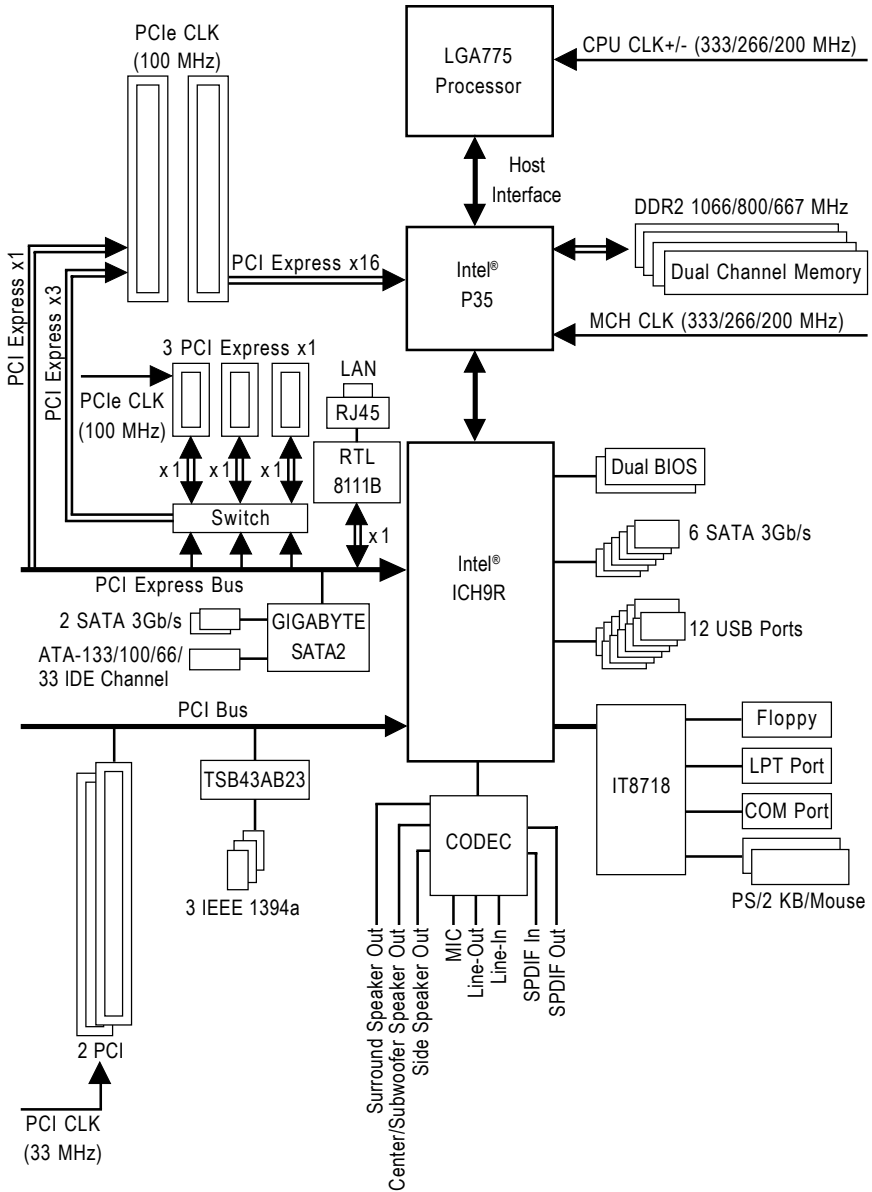 PCIe CLK
(100 MHz)
LGA775
Processor
CPU CLK+/- (333/266/200 MHz)
Host
Interface
DDR2 1066/800/667 MHz
Dual Channel Memory
PCI Express x16
Intel®
P35
MCH CLK (333/266/200 MHz)
PCI Express x1
PCI Express x3
3 PCI Express x1
PCIe CLK
(100 MHz)
LAN
RJ45
RTL
8111B
x1
x1
x1
x1
Switch
PCI Express Bus
Intel®
ICH9R
Dual BIOS
6 SATA 3Gb/s
12 USB Ports
2 SATA 3Gb/s
GIGABYTE
SATA2
ATA-133/100/66/
33 IDE Channel
PCI Bus
TSB43AB23
3 IEEE 1394a
IT8718
Floppy
LPT Port
COM Port
PS/2 KB/Mouse
CODEC
Surround Speaker Out
Center/Subwoofer Speaker Out
Side Speaker Out
MIC
Line-Out
Line-In
SPDIF In
SPDIF Out
2 PCI
PCI CLK
(33 MHz)